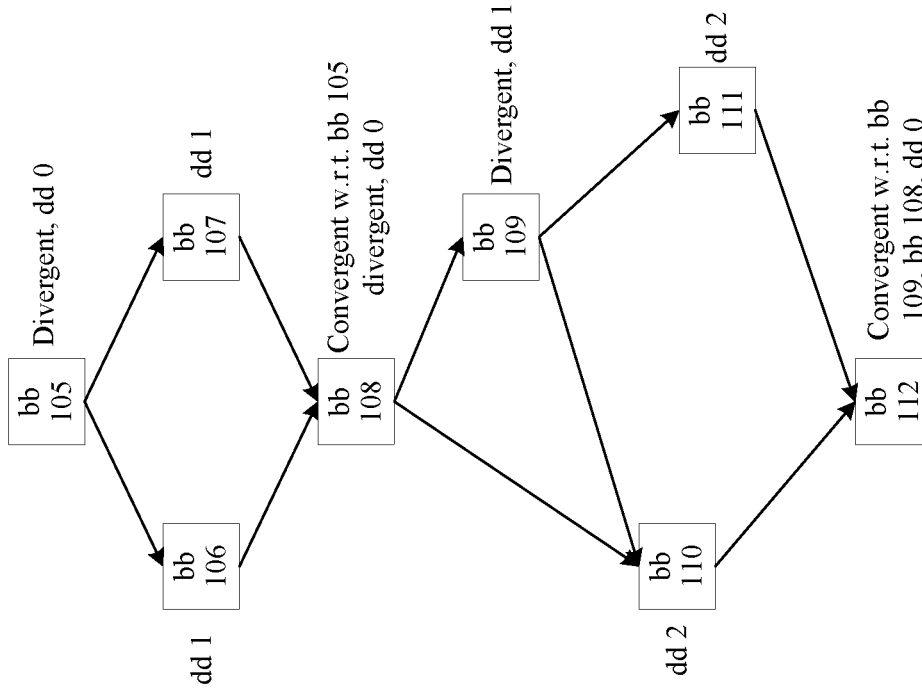 bb
105
Divergent, dd 0
bb
106
dd 1
bb
107
dd 1
bb
108
Convergent w.r.t. bb 105
divergent, dd 0
bb
109
Divergent, dd 1
bb
110
dd 2
bb
111
dd 2
bb
112
Convergent w.r.t. bb
109, bb 108, dd 0